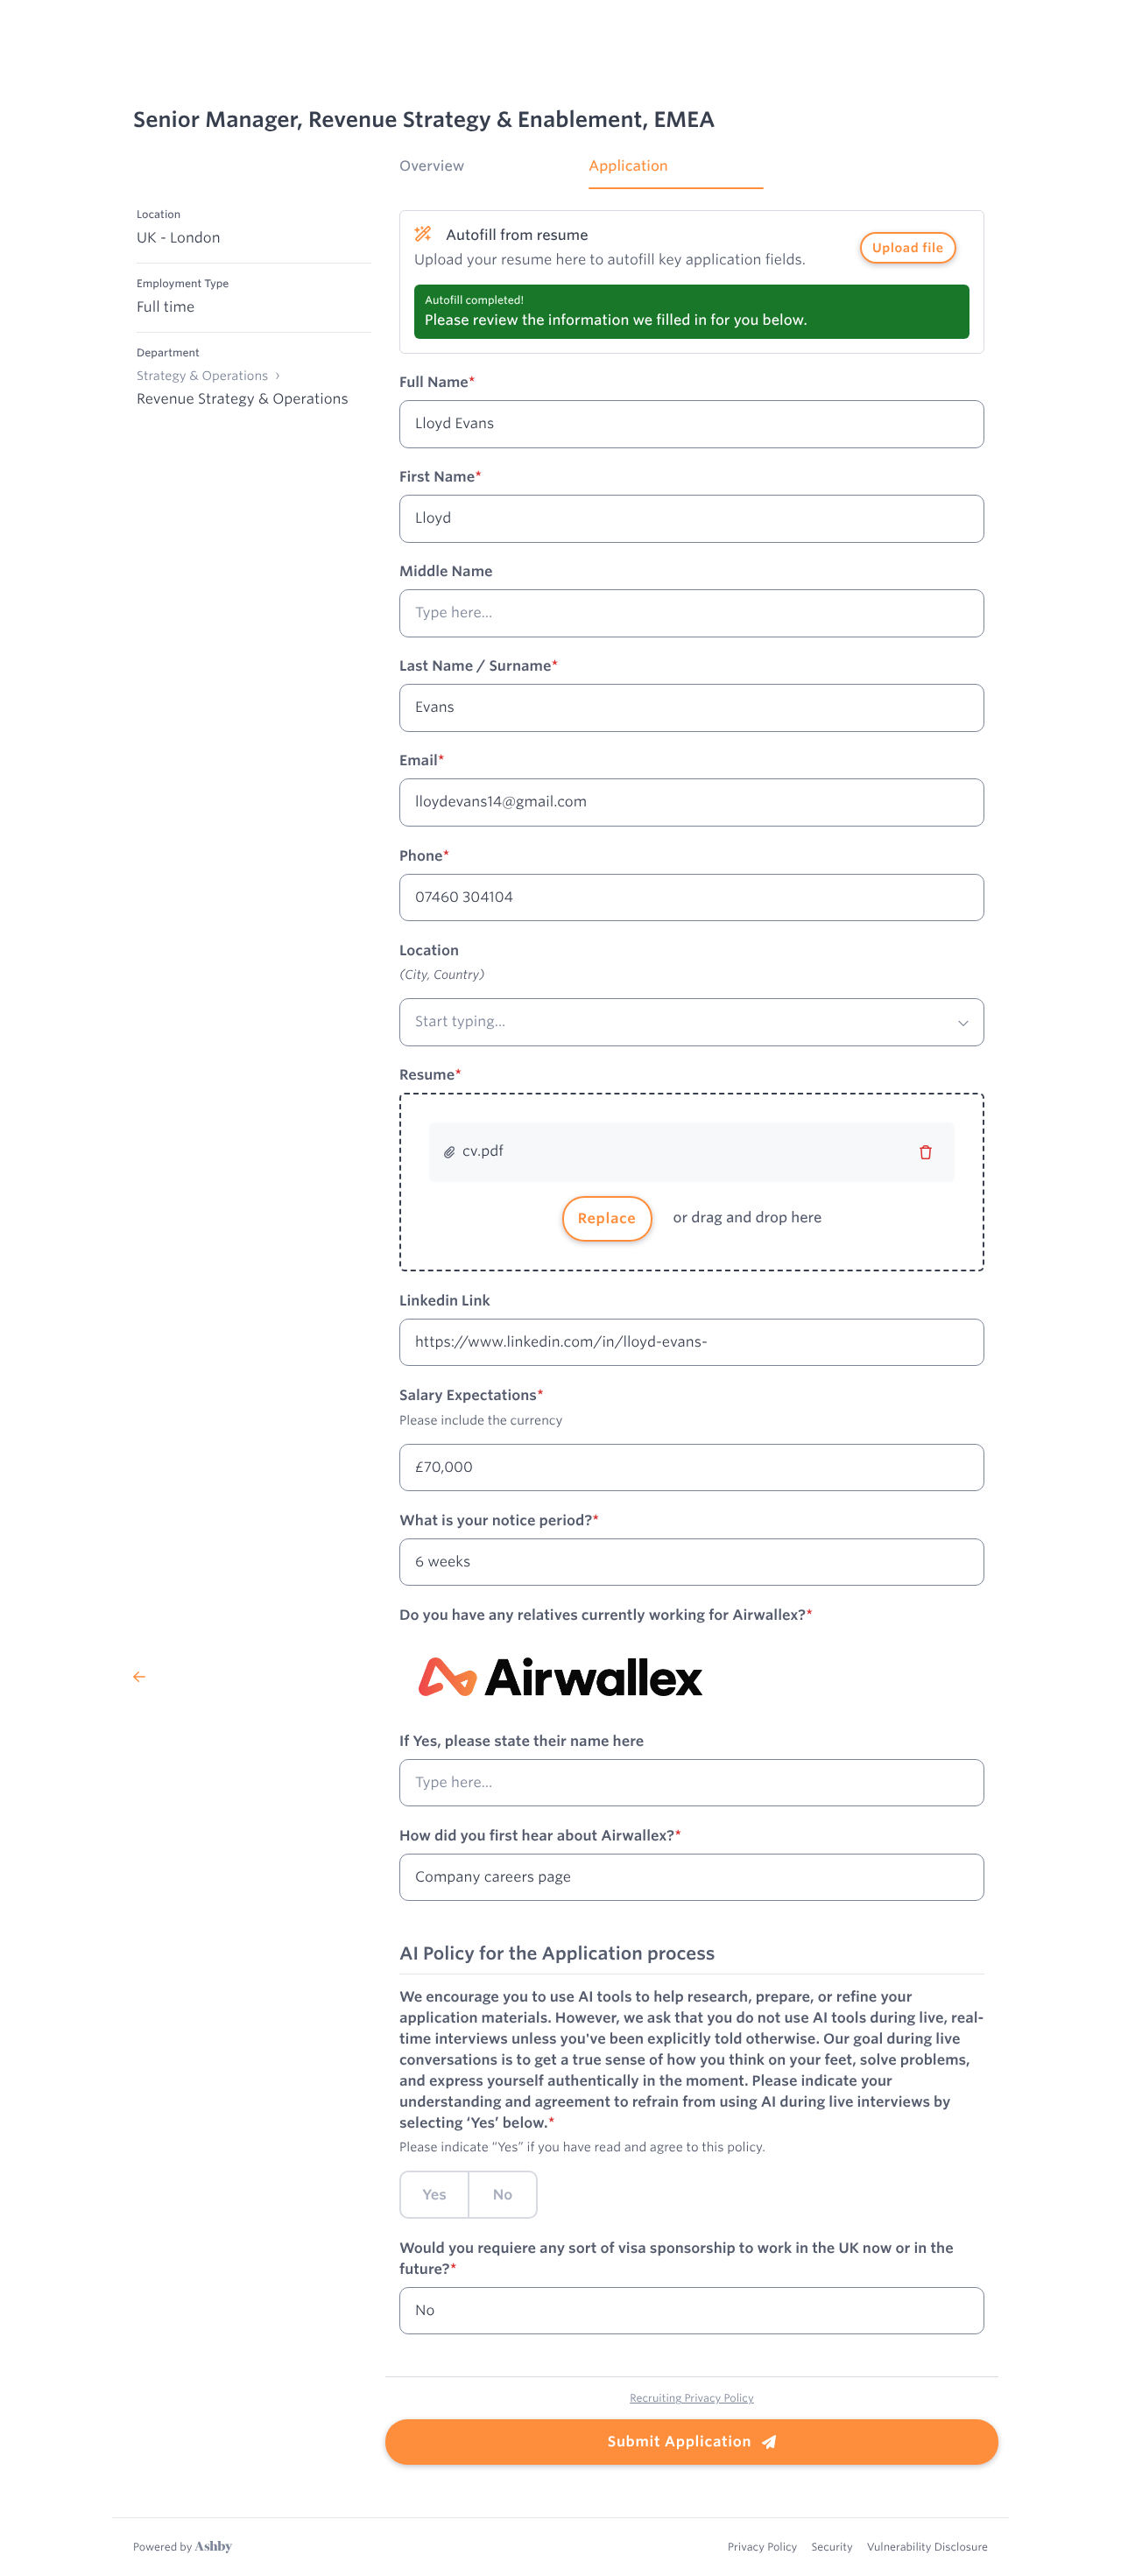 Senior Manager, Revenue Strategy & Enablement, EMEA
Overview
Application
Location
UK - London
Employment Type
Full time
Department
Strategy & Operations ›
Revenue Strategy & Operations
Autofill from resume
Upload your resume here to autofill key application fields.
Upload file
Autofill completed!
Please review the information we filled in for you below.
Full Name*
Lloyd Evans
First Name*
Lloyd
Middle Name
Type here...
Last Name / Surname*
Evans
Email*
lloydevans14@gmail.com
Phone*
07460 304104
Location
(City, Country)
Start typing...
Resume*
cv.pdf
Replace
or drag and drop here
Linkedin Link
https://www.linkedin.com/in/lloyd-evans-
Salary Expectations*
Please include the currency
£70,000
What is your notice period?*
6 weeks
Do you have any relatives currently working for Airwallex?*
Airwallex
If Yes, please state their name here
Type here...
How did you first hear about Airwallex?*
Company careers page
AI Policy for the Application process
We encourage you to use AI tools to help research, prepare, or refine your
application materials. However, we ask that you do not use AI tools during live, real-
time interviews unless you've been explicitly told otherwise. Our goal during live
conversations is to get a true sense of how you think on your feet, solve problems,
and express yourself authentically in the moment. Please indicate your
understanding and agreement to refrain from using AI during live interviews by
selecting ‘Yes’ below.*
Please indicate “Yes” if you have read and agree to this policy.
Yes
No
Would you requiere any sort of visa sponsorship to work in the UK now or in the
future?*
No
Recruiting Privacy Policy
Submit Application
Powered by Ashby
Privacy Policy
Security
Vulnerability Disclosure